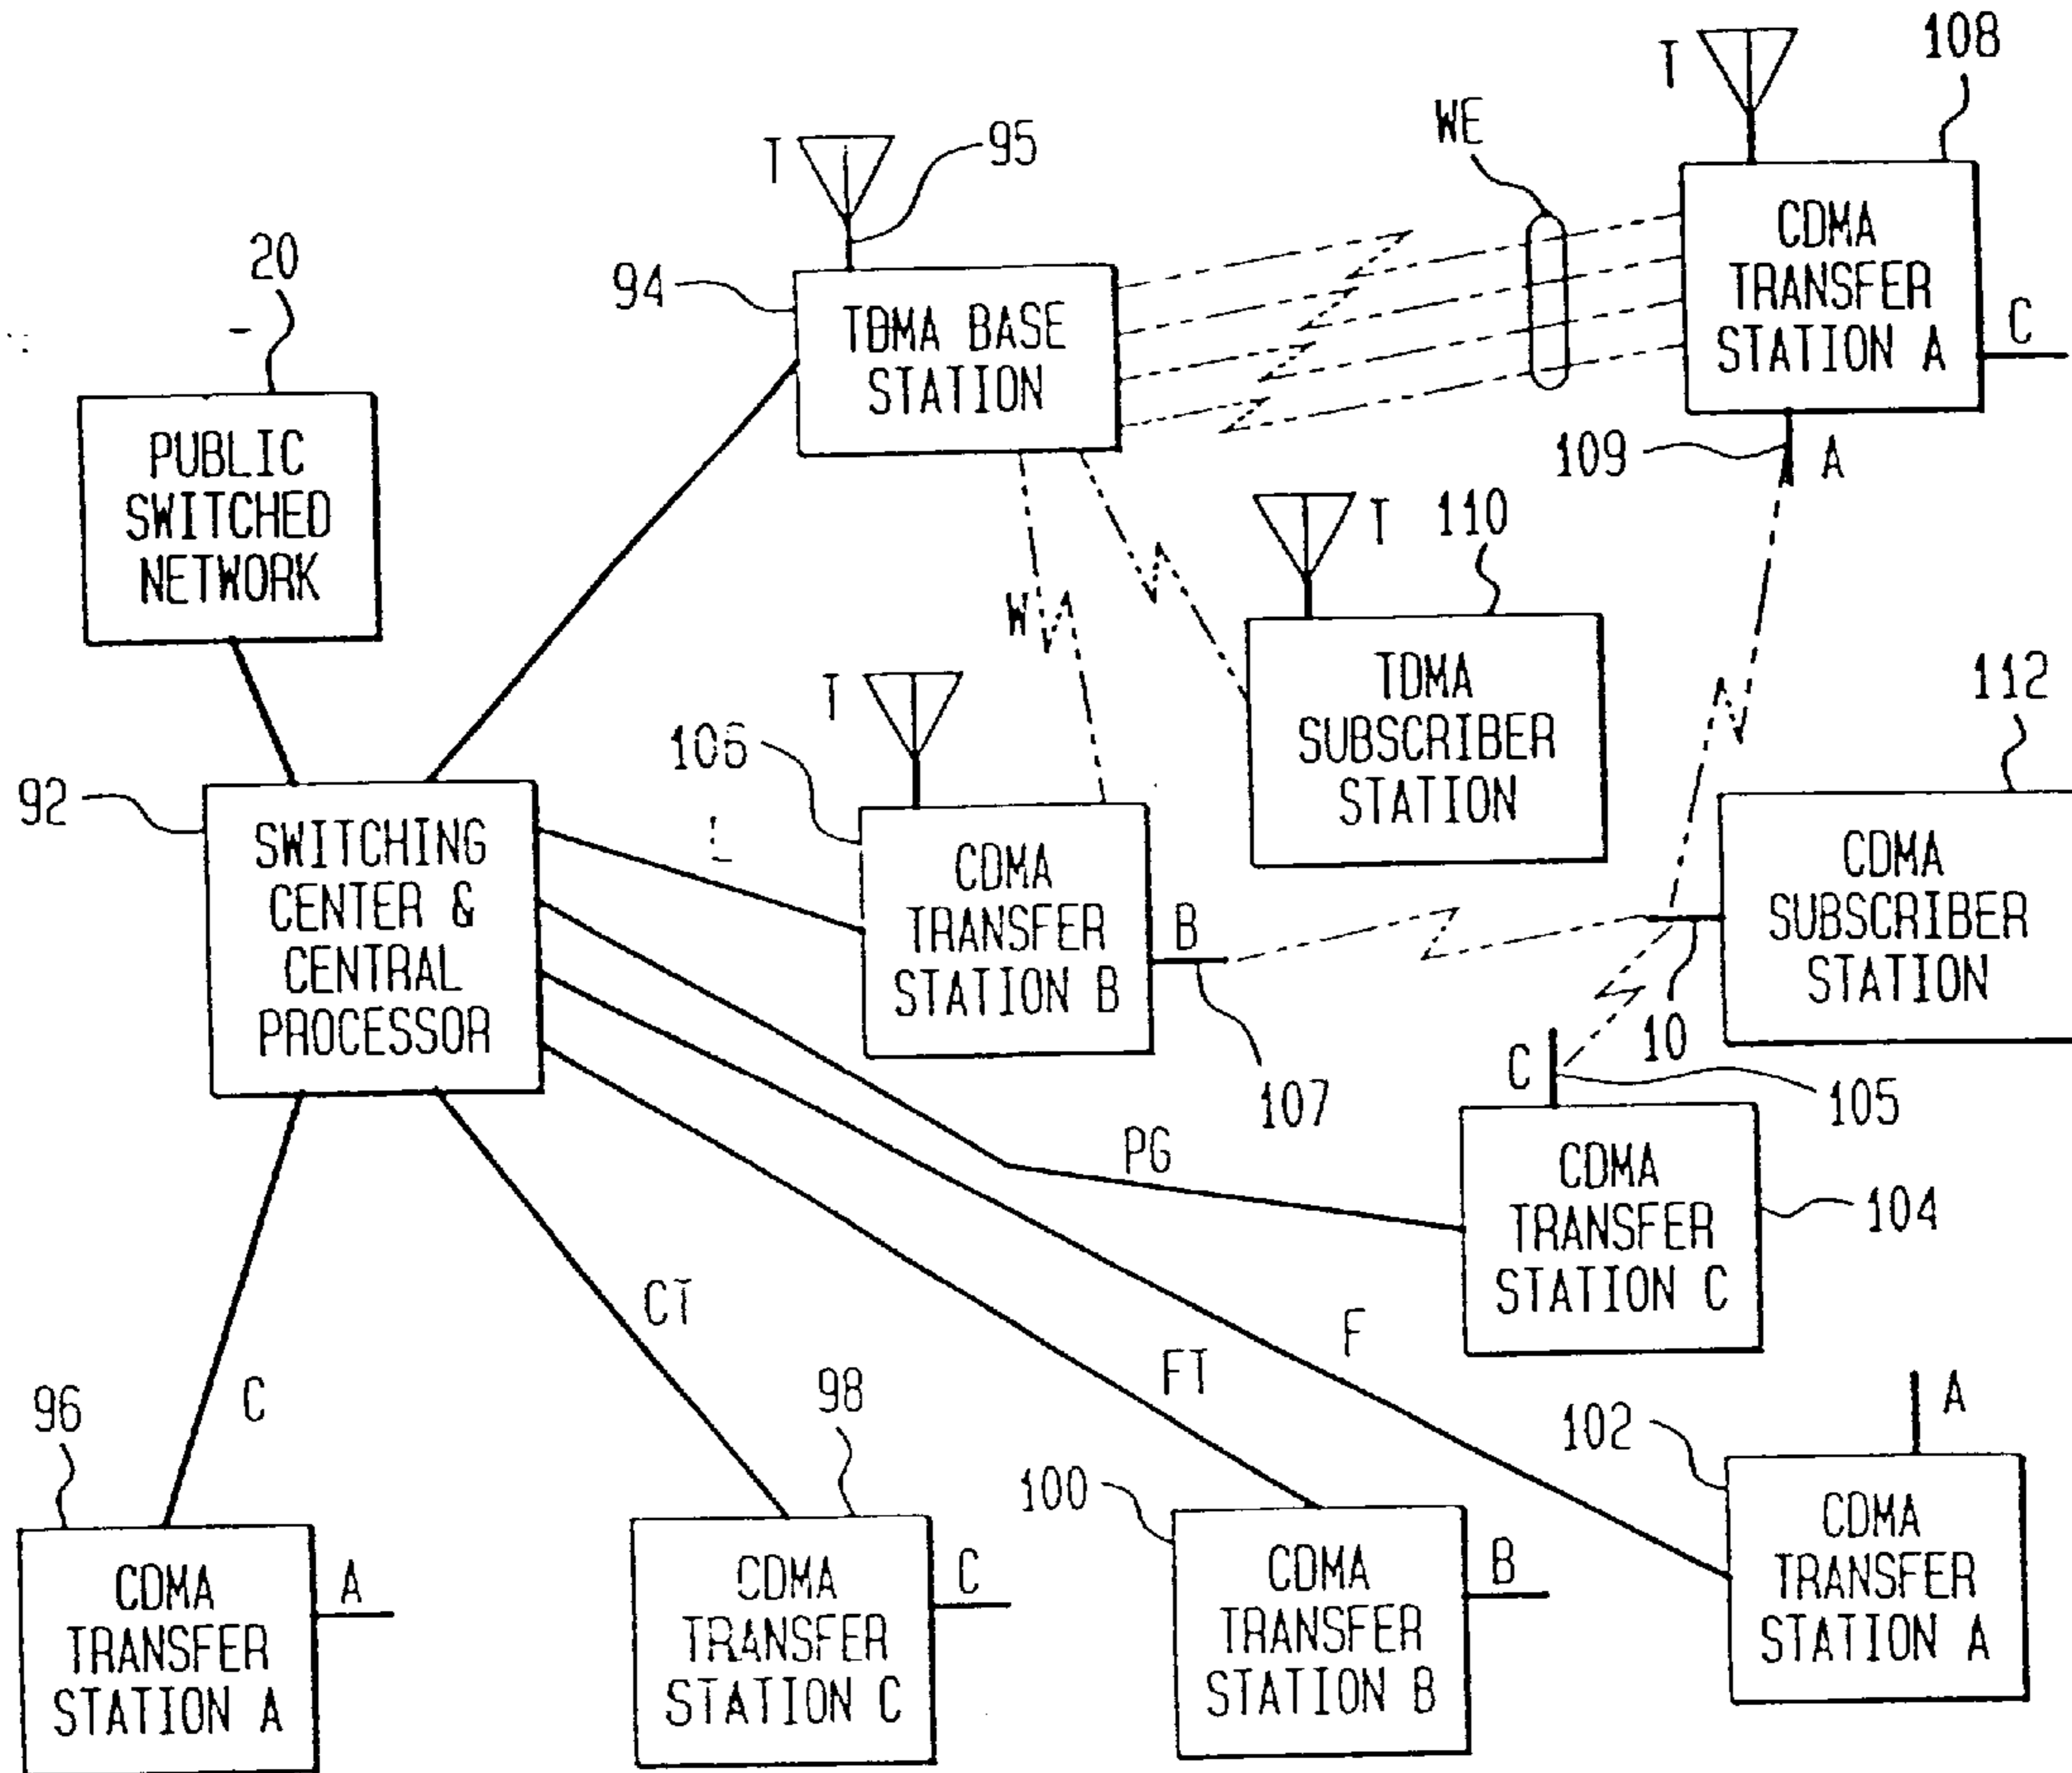 108
T
WE
95
T
CDMA
TRANSFER
STATION A
C
20
94
TDMA BASE
STATION
109
A
PUBLIC
SWITCHED
NETWORK
T
110
W
TDMA
SUBSCRIBER
STATION
112
T
106
92
L
SWITCHING
CENTER &
CENTRAL
PROCESSOR
CDMA
TRANSFER
STATION B
B
CDMA
SUBSCRIBER
STATION
10
107
C
105
PG
CDMA
TRANSFER
STATION C
104
CT
F
FT
C
96
98
100
102
A
CDMA
TRANSFER
STATION A
A
CDMA
TRANSFER
STATION C
C
CDMA
TRANSFER
STATION B
B
CDMA
TRANSFER
STATION A